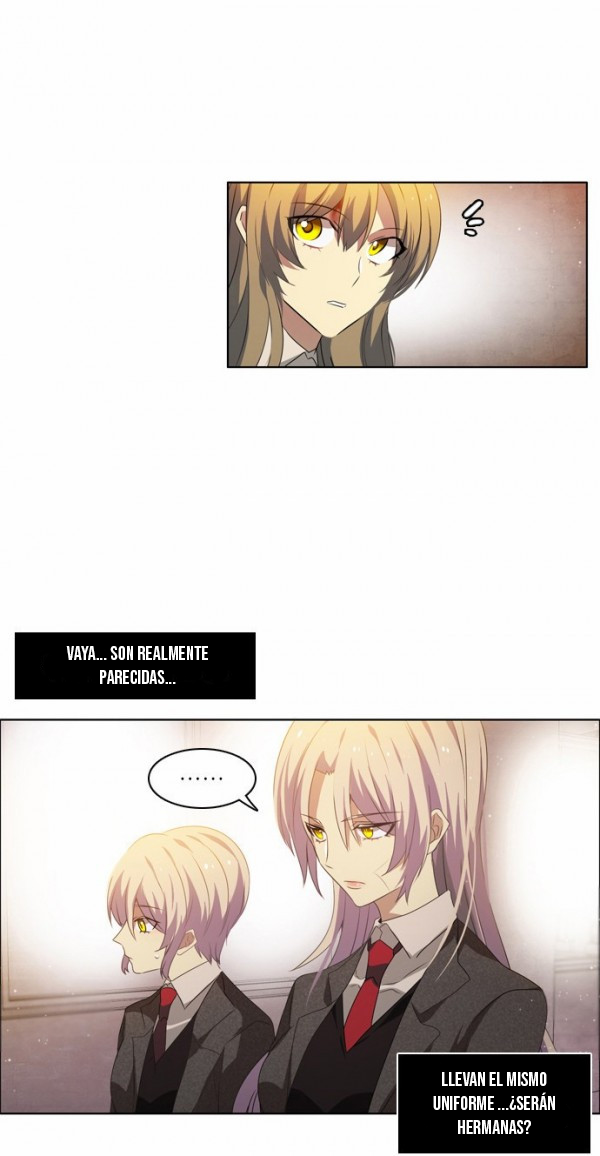 VAYA... SON REALMENTE
PARECIDAS...
......
LLEVAN EL MISMO
UNIFORME ...¿SERÁN
HERMANAS?